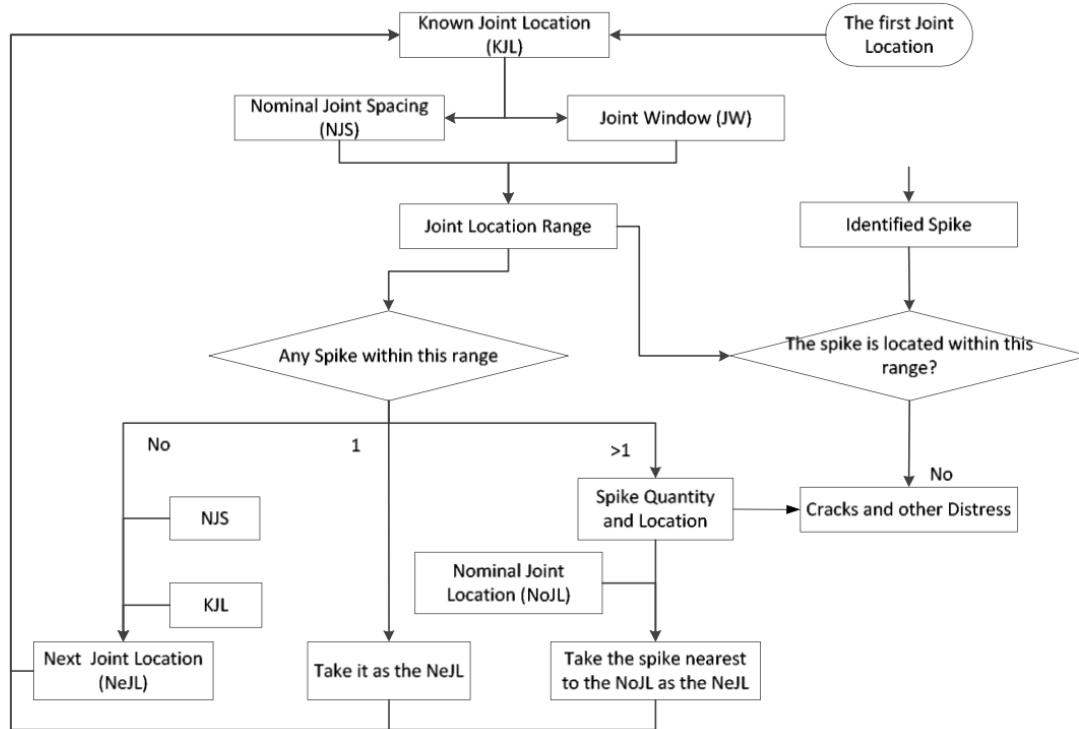 Known Joint Location
(KJL)
The first Joint
Location
Nominal Joint Spacing
(NJS)
Joint Window (JW)
Joint Location Range
Identified Spike
Any Spike within this range
The spike is located within this
range?
No
1
>1
No
Spike Quantity
and Location
Cracks and other Distress
NJS
Nominal Joint
Location (NoJL)
KJL
Next Joint Location
(NeJL)
Take it as the NeJL
Take the spike nearest
to the NoJL as the NeJL